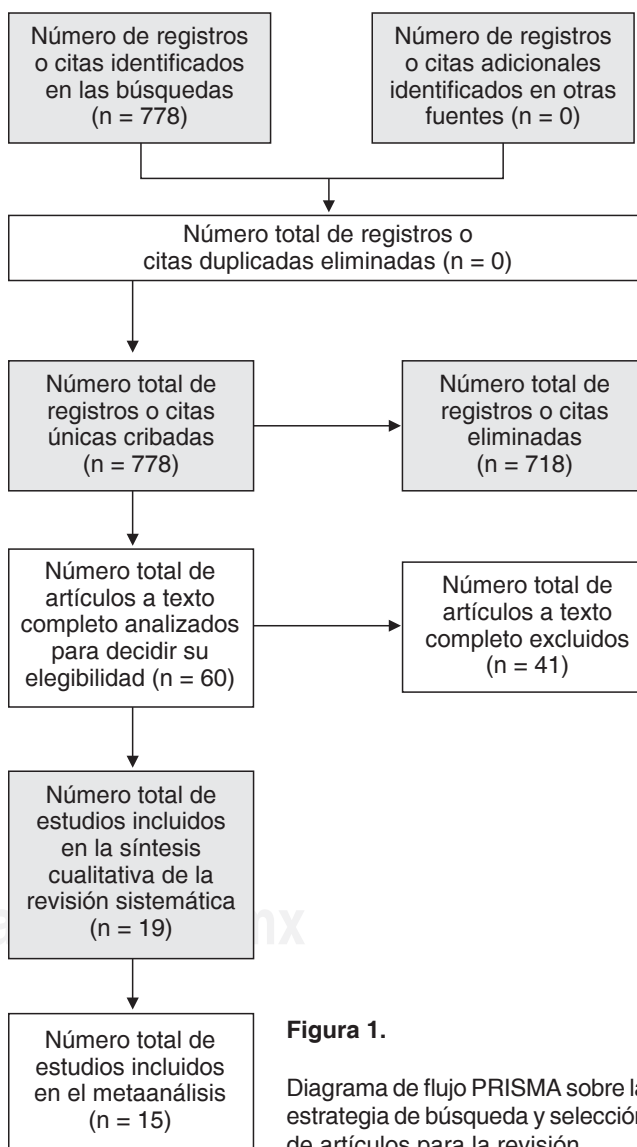 Número de registros
o citas identificados
en las búsquedas
(n = 778)
Número de registros
o citas adicionales
identificados en otras
fuentes (n = 0)
Número total de registros o
citas duplicadas eliminadas (n = 0)
Número total de
registros o citas
únicas cribadas
(n = 778)
Número total de
registros o citas
eliminadas
(n = 718)
Número total de
artículos a texto
completo analizados
para decidir su
elegibilidad (n = 60)
Número total de
artículos a texto
completo excluidos
(n = 41)
Número total de
estudios incluidos
en la síntesis
cualitativa de la
revisión sistemática
(n = 19)
Número total de
estudios incluidos
en el metaanálisis
(n = 15)
Figura 1.
Diagrama de flujo PRISMA sobre la
estrategia de búsqueda y selección
de artículos para la revisión